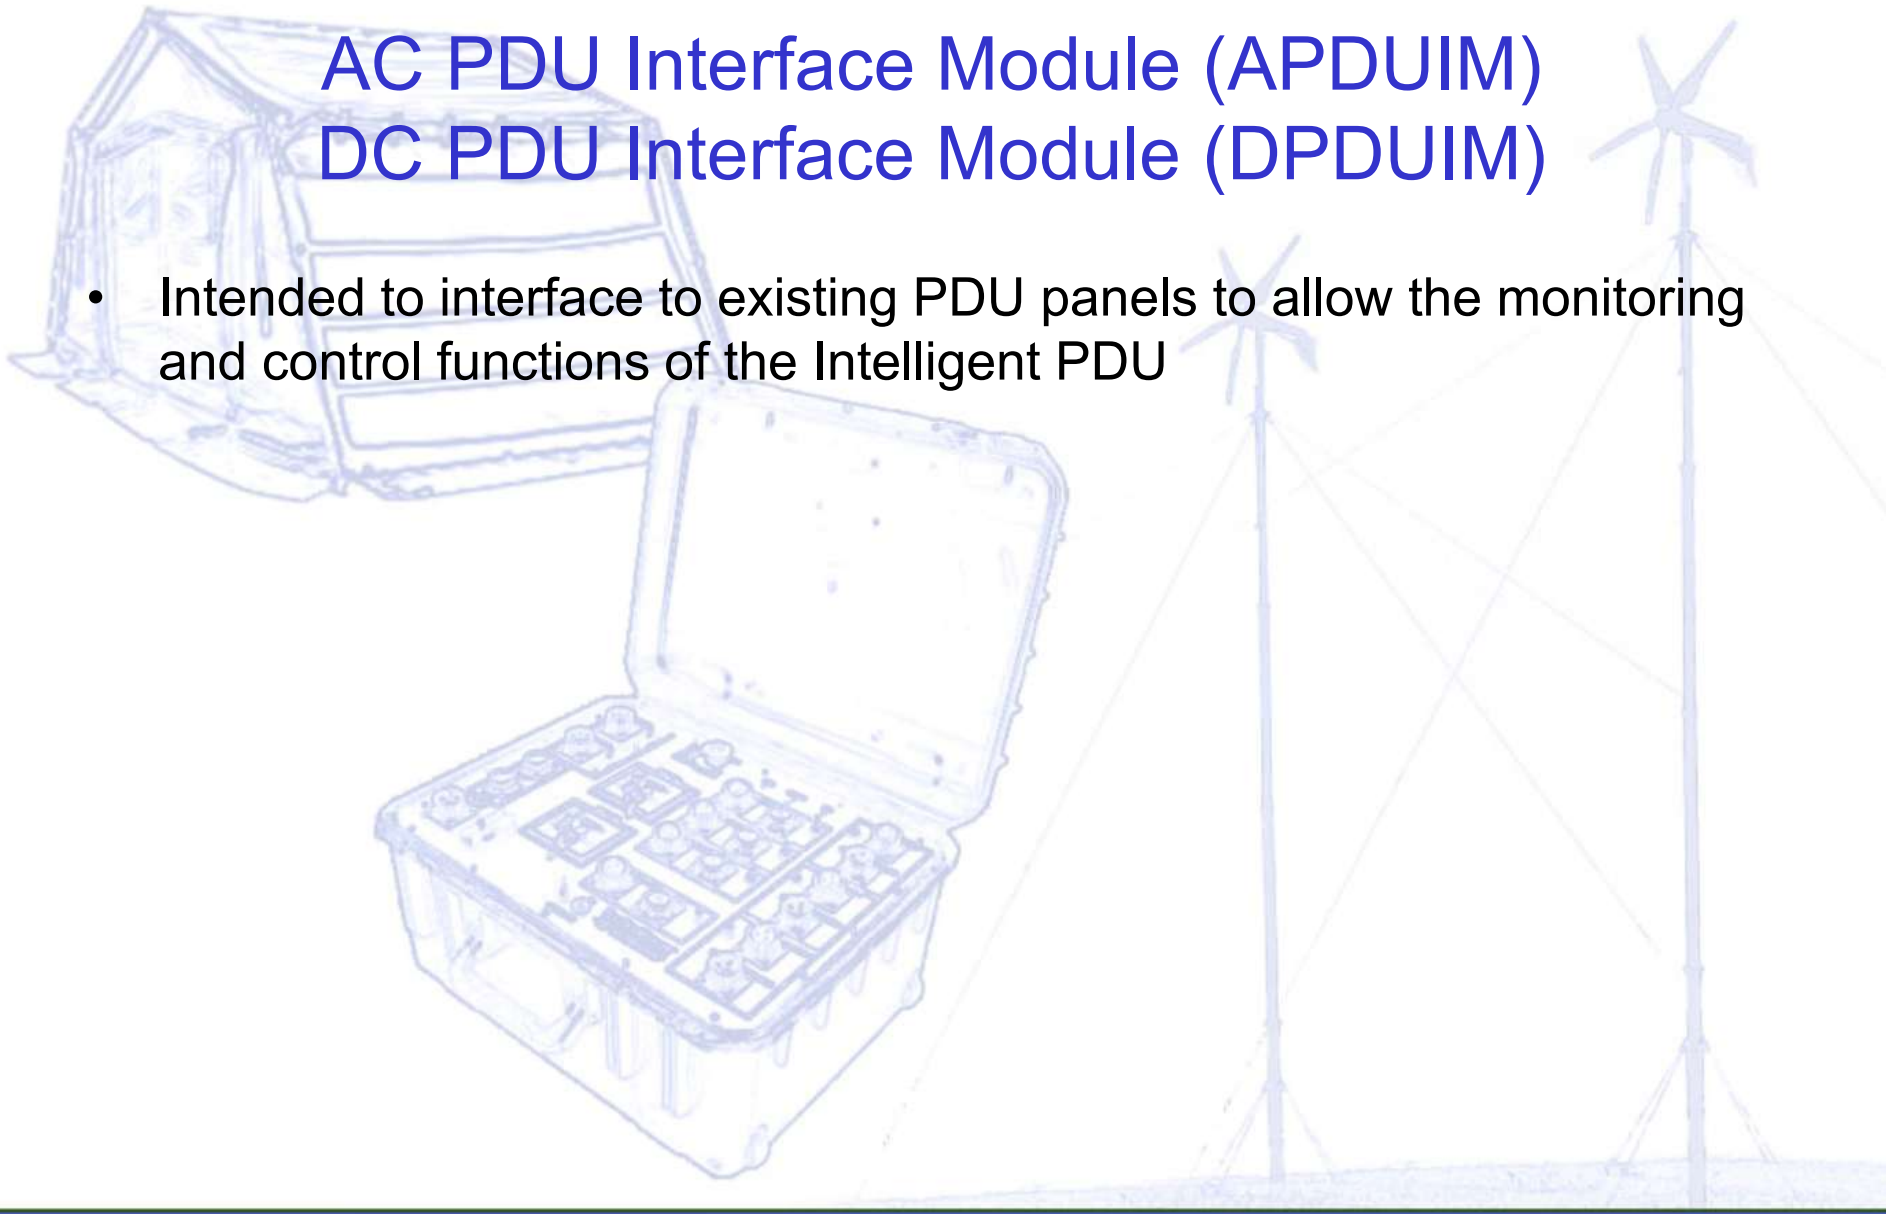 AC PDU Interface Module (APDUIM)
DC PDU Interface Module (DPDUIM)
• Intended to interface to existing PDU panels to allow the monitoring
and control functions of the Intelligent PDU